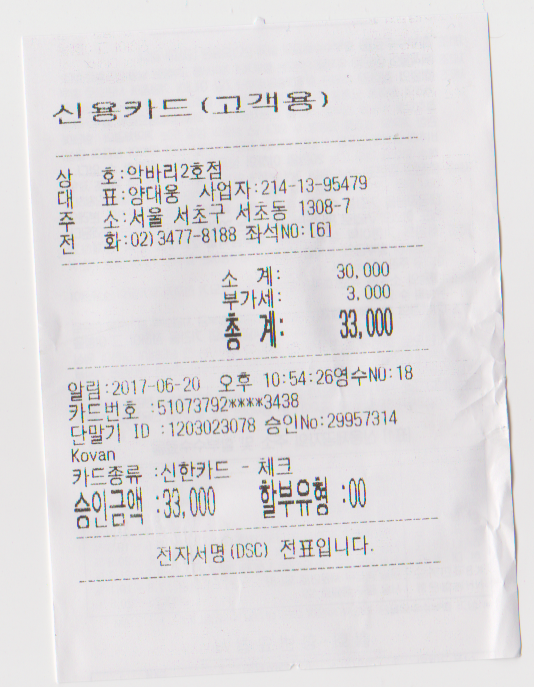 신용카드(고객용)
상 호:악바리2호점
대 표:양대웅 사업자:214-13-95479
주 소:서울 서초구 서초동 1308-7
전 화:02)3477-8188 좌석NO:[6]
소 계: 30,000
부가세: 3,000
총 계: 33,000
알림:2017-06-20 오후 10:54:26영수NO:18
카드번호 :51073792****3438
단말기 ID :1203023078 승인No:29957314
Kovan
카드종류 :신한카드 - 체크
승인금액 :33,000 할부유형 :00
전자서명(DSC) 전표입니다.